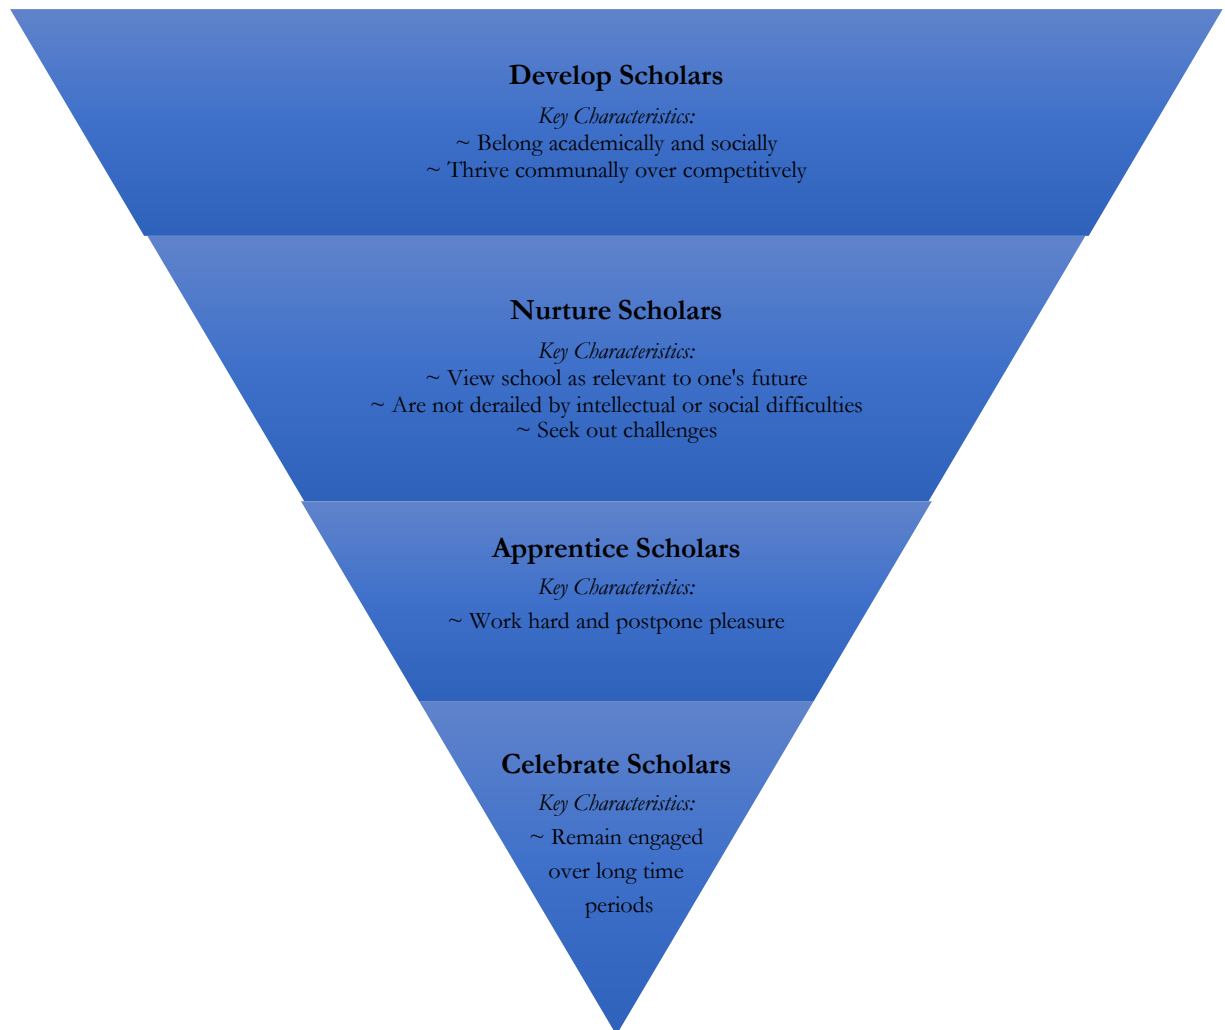 Develop Scholars
Key Characteristics:
~ Belong academically and socially
~ Thrive communally over competitively
Nurture Scholars
Key Characteristics:
~ View school as relevant to one's future
~ Are not derailed by intellectual or social difficulties
~ Seek out challenges
Apprentice Scholars
Key Characteristics:
~ Work hard and postpone pleasure
Celebrate Scholars
Key Characteristics:
~ Remain engaged
over long time
periods